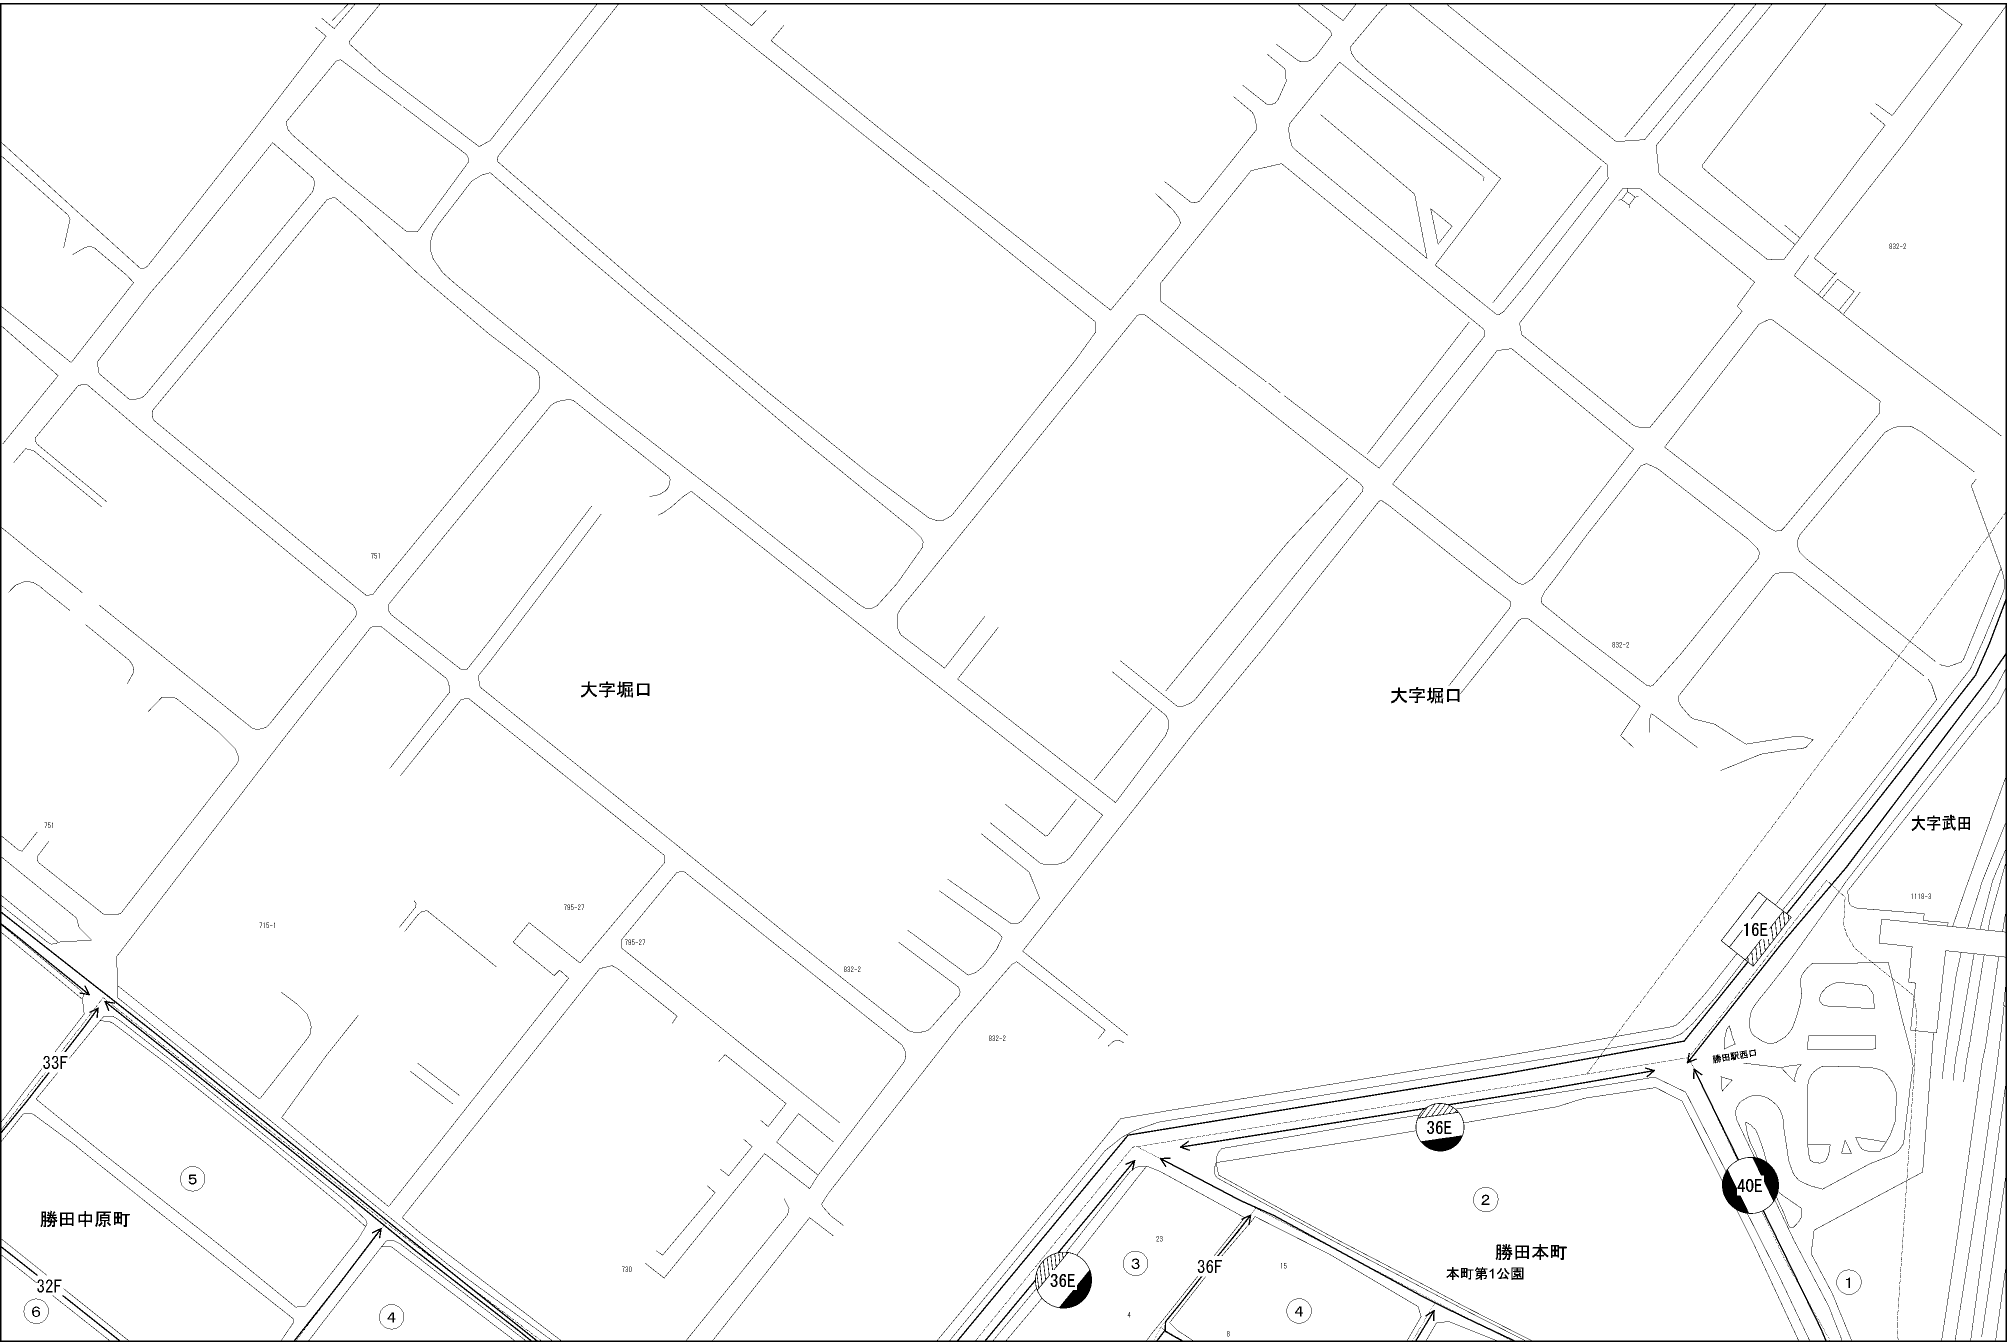 832-2
751
832-2
大字堀口
大字堀口
751
大字武田
1118-3
795-27
715-1
16E
795-27
832-2
832-2
勝田駅西口
33F
36E
⑤
40E
②
勝田中原町
23
勝田本町
③
36F
15
本町第1公園
730
36E
①
32F
⑥
④
4
④
8